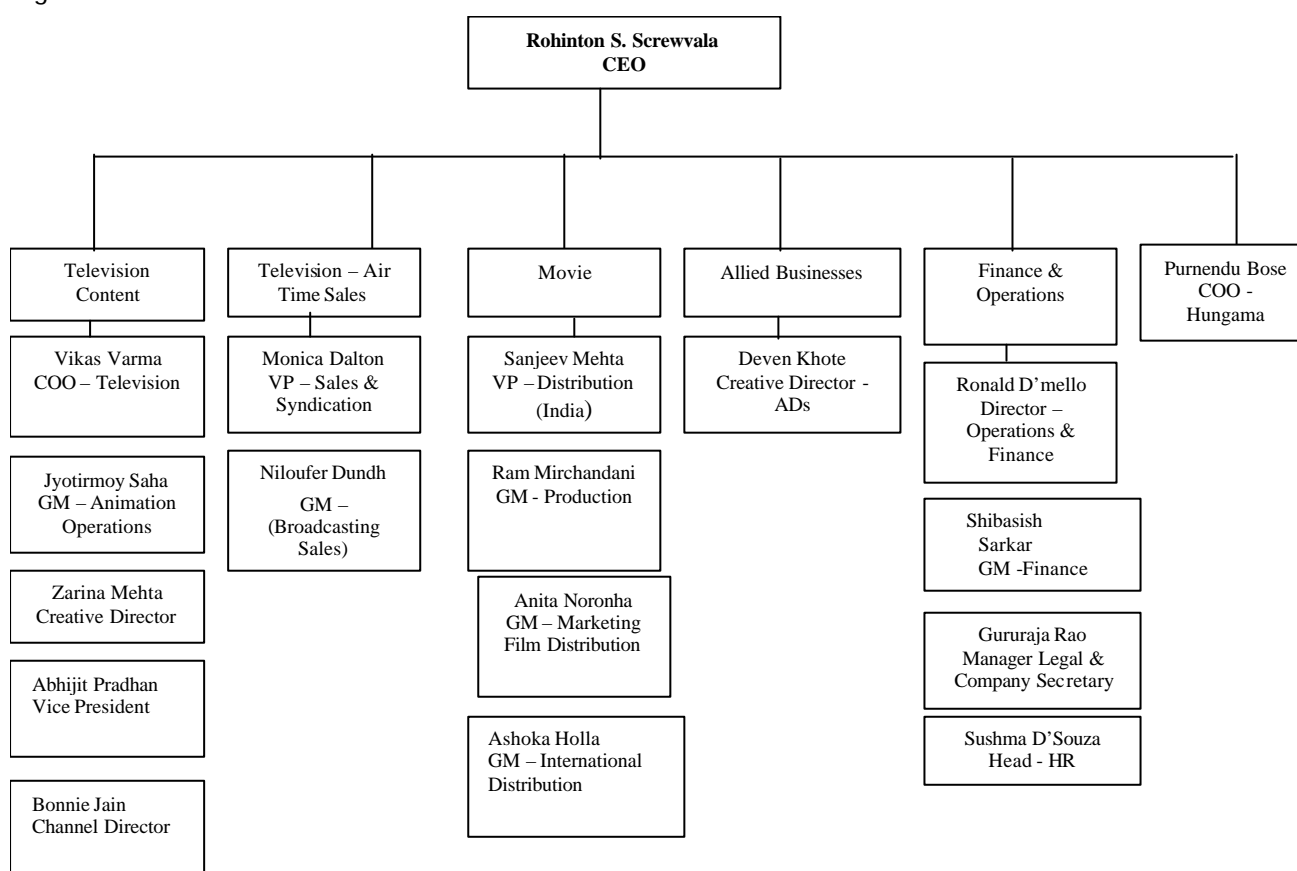 Rohinton S. Screwvala
CEO
Television
Content
Television – Air
Time Sales
Movie
Allied Businesses
Finance &
Operations
Purnendu Bose
COO -
Hungama
Vikas Varma
COO – Television
Monica Dalton
VP – Sales &
Syndication
Sanjeev Mehta
VP – Distribution
(India)
Deven Khote
Creative Director -
ADs
Ronald D’mello
Director –
Operations &
Finance
Jyotirmoy Saha
GM – Animation
Operations
Niloufer Dundh
GM –
(Broadcasting
Sales)
Ram Mirchandani
GM - Production
Shibasish
Sarkar
GM -Finance
Zarina Mehta
Creative Director
Anita Noronha
GM – Marketing
Film Distribution
Gururaja Rao
Manager Legal &
Company Secretary
Abhijit Pradhan
Vice President
Ashoka Holla
GM – International
Distribution
Sushma D’Souza
Head - HR
Bonnie Jain
Channel Director